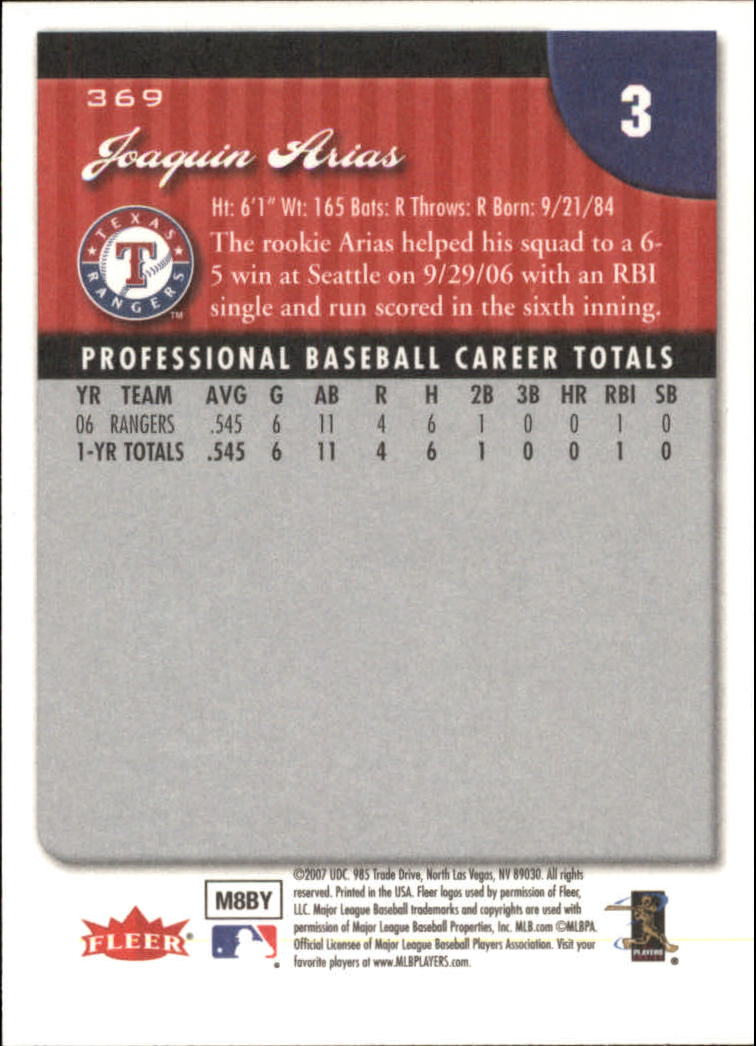 369
3
Joaquin Arias
Ht: 6'1" Wt: 165 Bats: R Throws: R Born: 9/21/84
TEXAS RANGERS
T
TM
The rookie Arias helped his squad to a 6-
5 win at Seattle on 9/29/06 with an RBI
single and run scored in the sixth inning.
PROFESSIONAL BASEBALL CAREER TOTALS
YR TEAM AVG G AB R H 2B 3B HR RBI SB
06 RANGERS .545 6 11 4 6 1 0 0 1 0
1-YR TOTALS .545 6 11 4 6 1 0 0 1 0
©2007 UDC. 985 Trade Drive, North Las Vegas, NV 89030. All rights
reserved. Printed in the USA. Fleer logos used by permission of Fleer,
LLC. Major League Baseball trademarks and copyrights are used with
permission of Major League Baseball Properties, Inc. MLB.com ©MLBPA
Official Licensee of Major League Baseball Players Association. Visit your
favorite players at www.MLBPLAYERS.com.
M8BY
FLEER®
PLAYERS
®